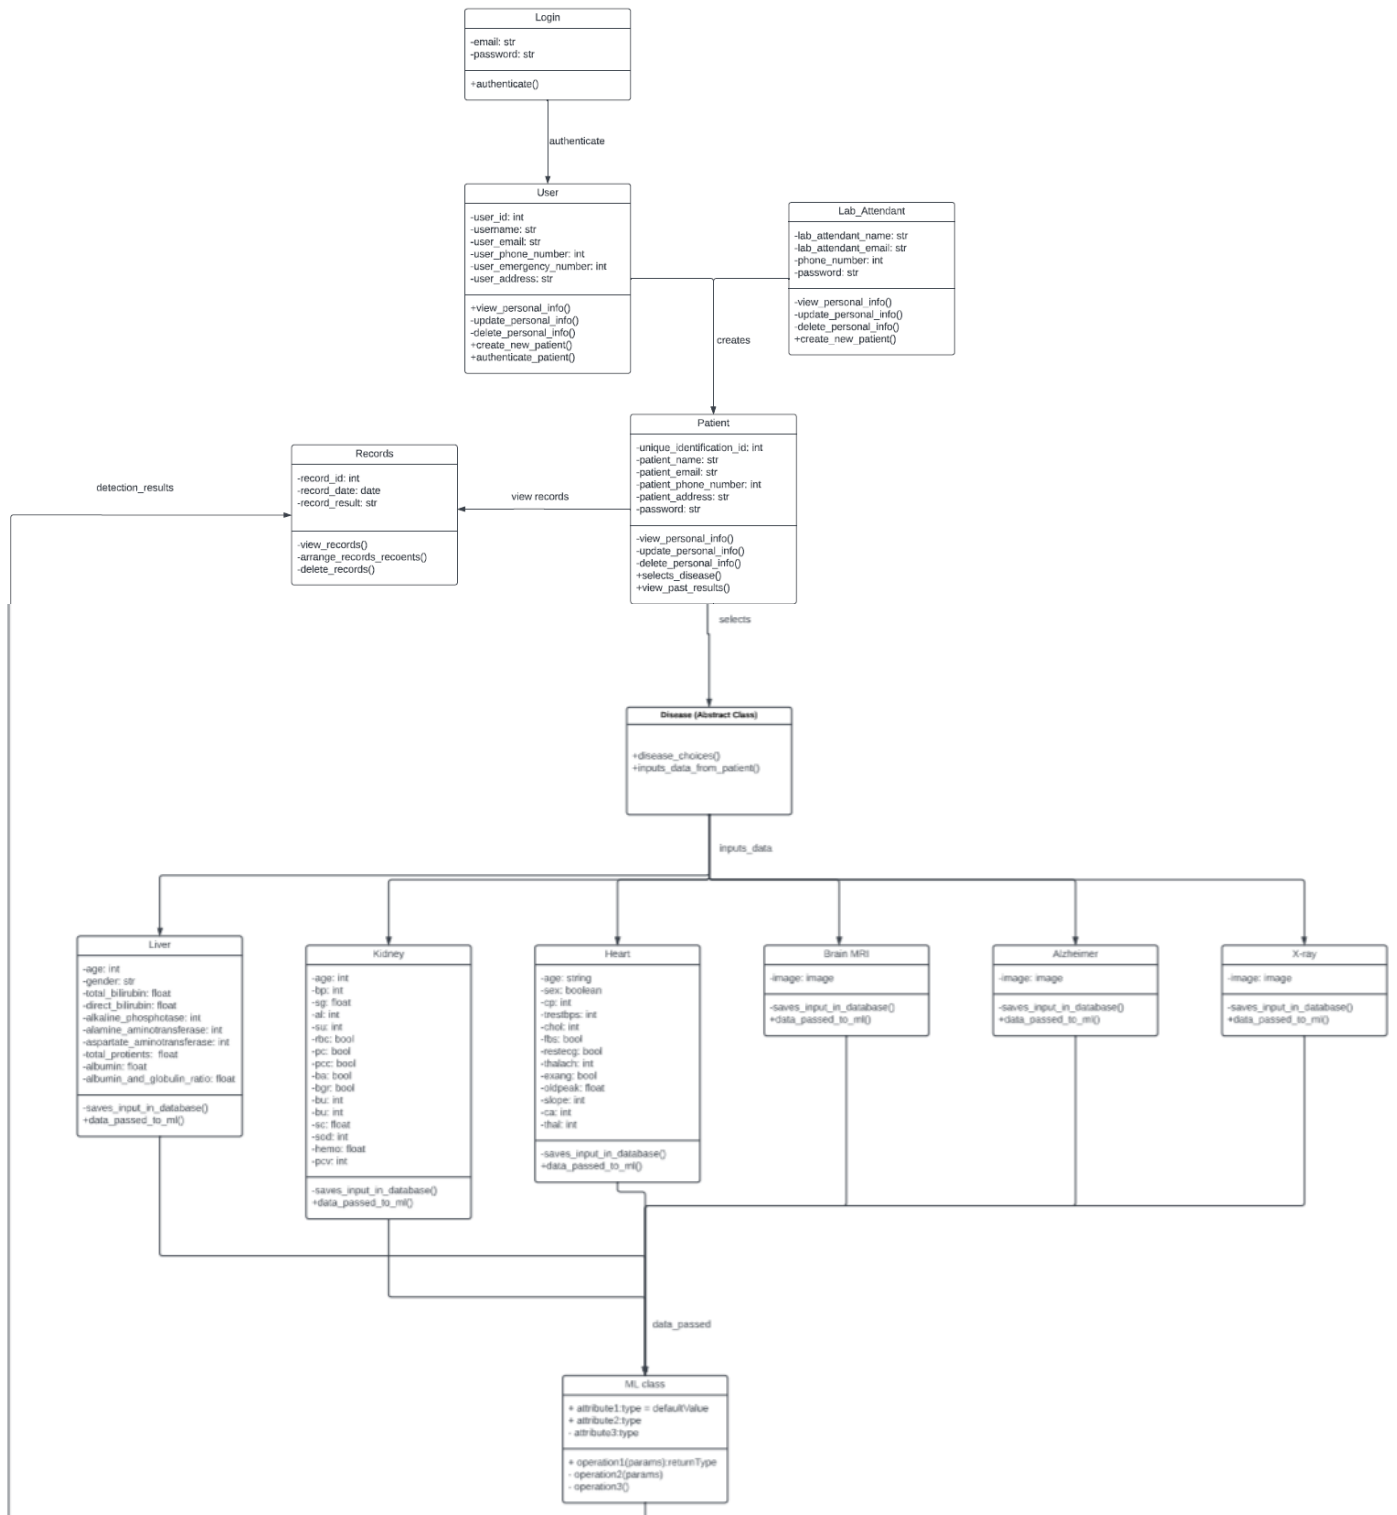 Login
-email: str
-password: str
+authenticate()
authenticate
User
-user_id: int
-username: str
-user_email: str
-user_phone_number: int
-user_emergency_number: int
-user_address: str
+view_personal_info()
-update_personal_info()
-delete_personal_info()
+create_new_patient()
+authenticate_patient()
Lab_Attendant
-lab_attendant_name: str
-lab_attendant_email: str
-phone_number: int
-password: str
-view_personal_info()
-update_personal_info()
-delete_personal_info()
+create_new_patient()
creates
Patient
-unique_identification_id: int
-patient_name: str
-patient_email: str
-patient_phone_number: int
-patient_address: str
-password: str
-view_personal_info()
-update_personal_info()
-delete_personal_info()
+selects_disease()
+view_past_results()
Records
-record_id: int
-record_date: date
-record_result: str
-view_records()
-arrange_records_recoents()
-delete_records()
detection_results
view records
selects
Disease (Abstract Class)
+disease_choices()
+inputs_data_from_patient()
inputs_data
Liver
-age: int
-gender: str
-total_bilirubin: float
-direct_bilirubin: float
-alkaline_phosphotase: int
-alamine_aminotransferase: int
-aspartate_aminotransferase: int
-total_protients: float
-albumin: float
-albumin_and_globulin_ratio: float
-saves_input_in_database()
+data_passed_to_ml()
Kidney
-age: int
-bp: int
-sg: float
-al: int
-su: int
-rbc: bool
-pc: bool
-pcc: bool
-ba: bool
-bgr: bool
-bu: int
-bu: int
-sc: float
-sod: int
-hemo: float
-pcv: int
-saves_input_in_database()
+data_passed_to_ml()
Heart
-age: string
-sex: boolean
-cp: int
-trestbps: int
-chol: int
-fbs: bool
-restecg: bool
-thalach: int
-exang: bool
-oldpeak: float
-slope: int
-ca: int
-thal: int
-saves_input_in_database()
+data_passed_to_ml()
Brain MRI
-image: image
-saves_input_in_database()
+data_passed_to_ml()
Alzheimer
-image: image
-saves_input_in_database()
+data_passed_to_ml()
X-ray
-image: image
-saves_input_in_database()
+data_passed_to_ml()
data_passed
ML class
+ attribute1:type = defaultValue
+ attribute2:type
- attribute3:type
+ operation1(params):returnType
- operation2(params)
- operation3()